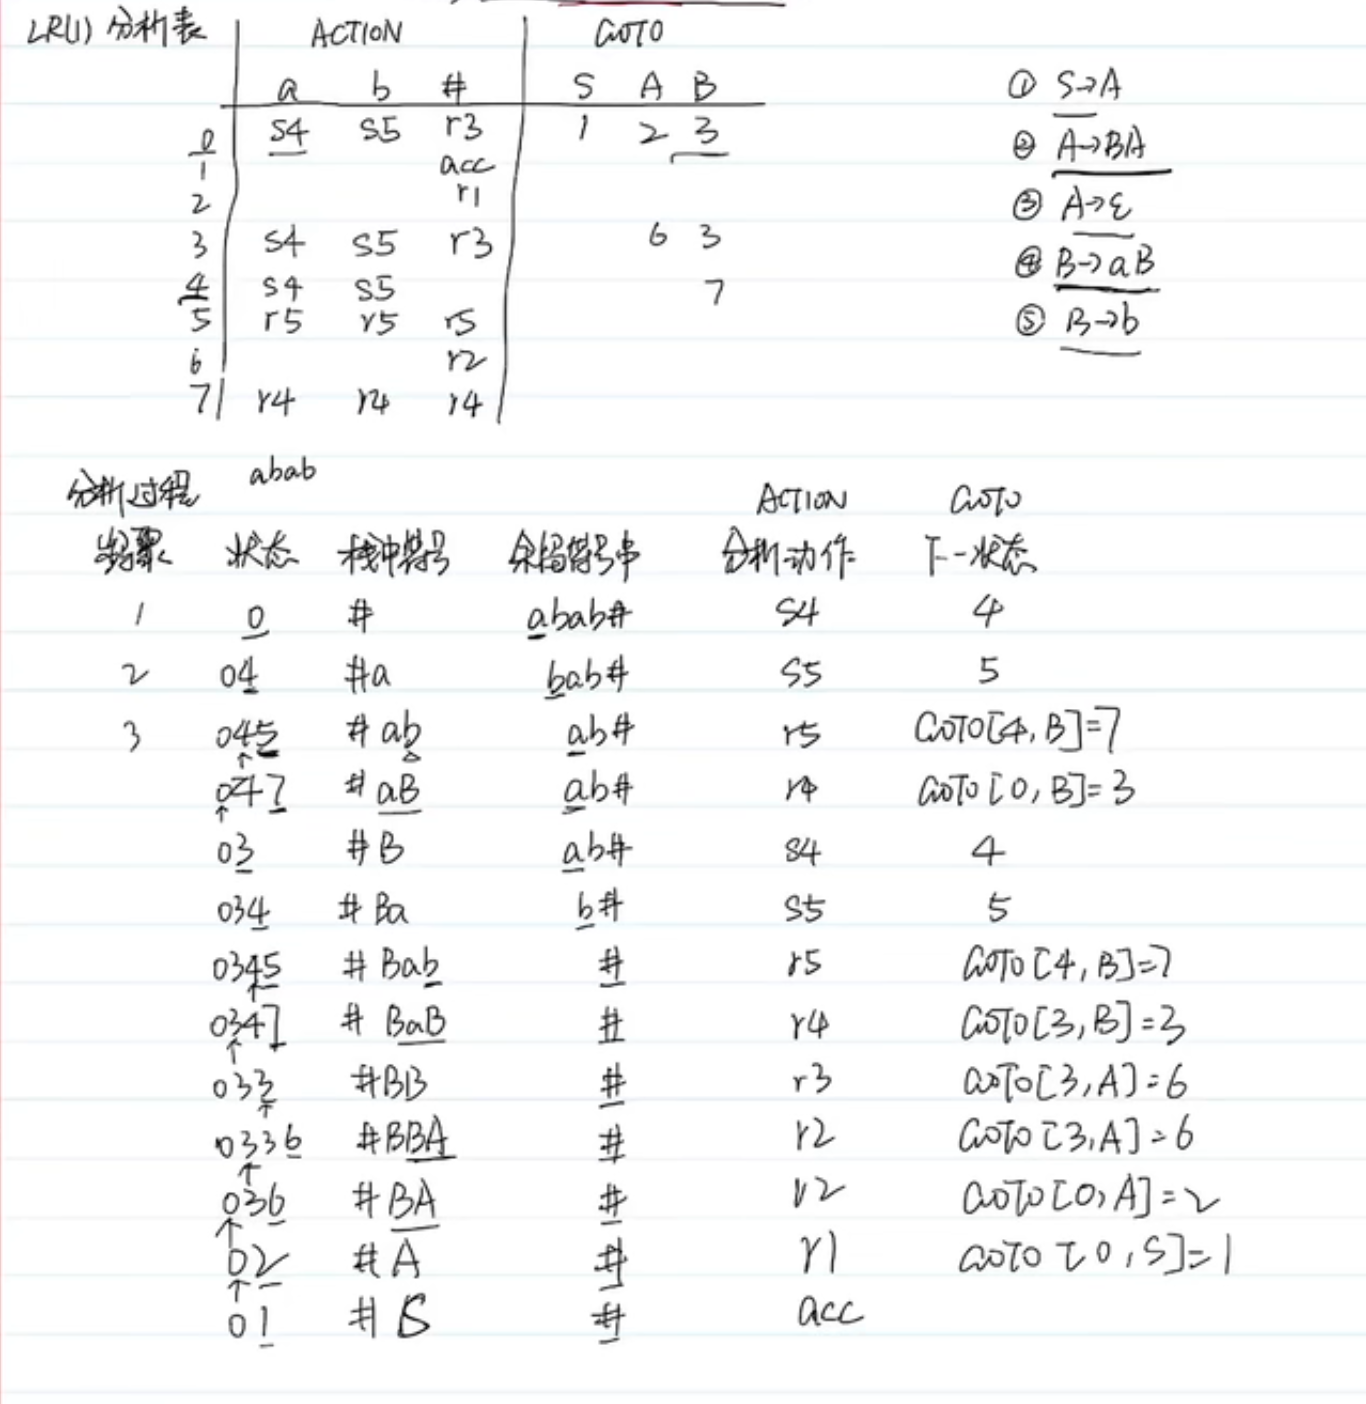 LR(1) 分析表 ACTION GOTO
a b # S A B
① S→A
0 S4 S5 r3 1 2 3
② A→BA
1 acc
2 r1
③ A→ε
3 S4 S5 r3 6 3
④ B→aB
4 S4 S5 7
5 r5 r5 r5
⑤ B→b
6 r2
7 r4 r4 r4
分析过程 abab
ACTION GOTO
步骤 状态 栈中符号 余留符号串 分析动作 下一状态
1 0 # abab# S4 4
2 04 #a bab# S5 5
3 045 #ab ab# r5 GOTO[4,B]=7
047 #aB ab# r4 GOTO[0,B]=3
03 #B ab# S4 4
034 #Ba b# S5 5
0345 #Bab # r5 GOTO[4,B]=7
0347 #BaB # r4 GOTO[3,B]=3
033 #BB # r3 GOTO[3,A]=6
0336 #BBA # r2 GOTO[3,A]=6
036 #BA # r2 GOTO[0,A]=2
02 #A # r1 GOTO[0,S]=1
01 #S # acc